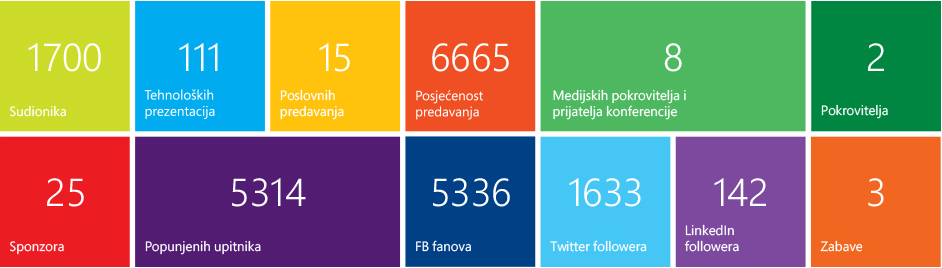 1700
Sudionika
111
Tehnoloških
prezentacija
15
Poslovnih
predavanja
6665
Posjećenost
predavanja
8
Medijskih pokrovitelja i
prijatelja konferencije
2
Pokrovitelja
25
Sponzora
5314
Popunjenih upitnika
5336
FB fanova
1633
Twitter followera
142
LinkedIn
followera
3
Zabave